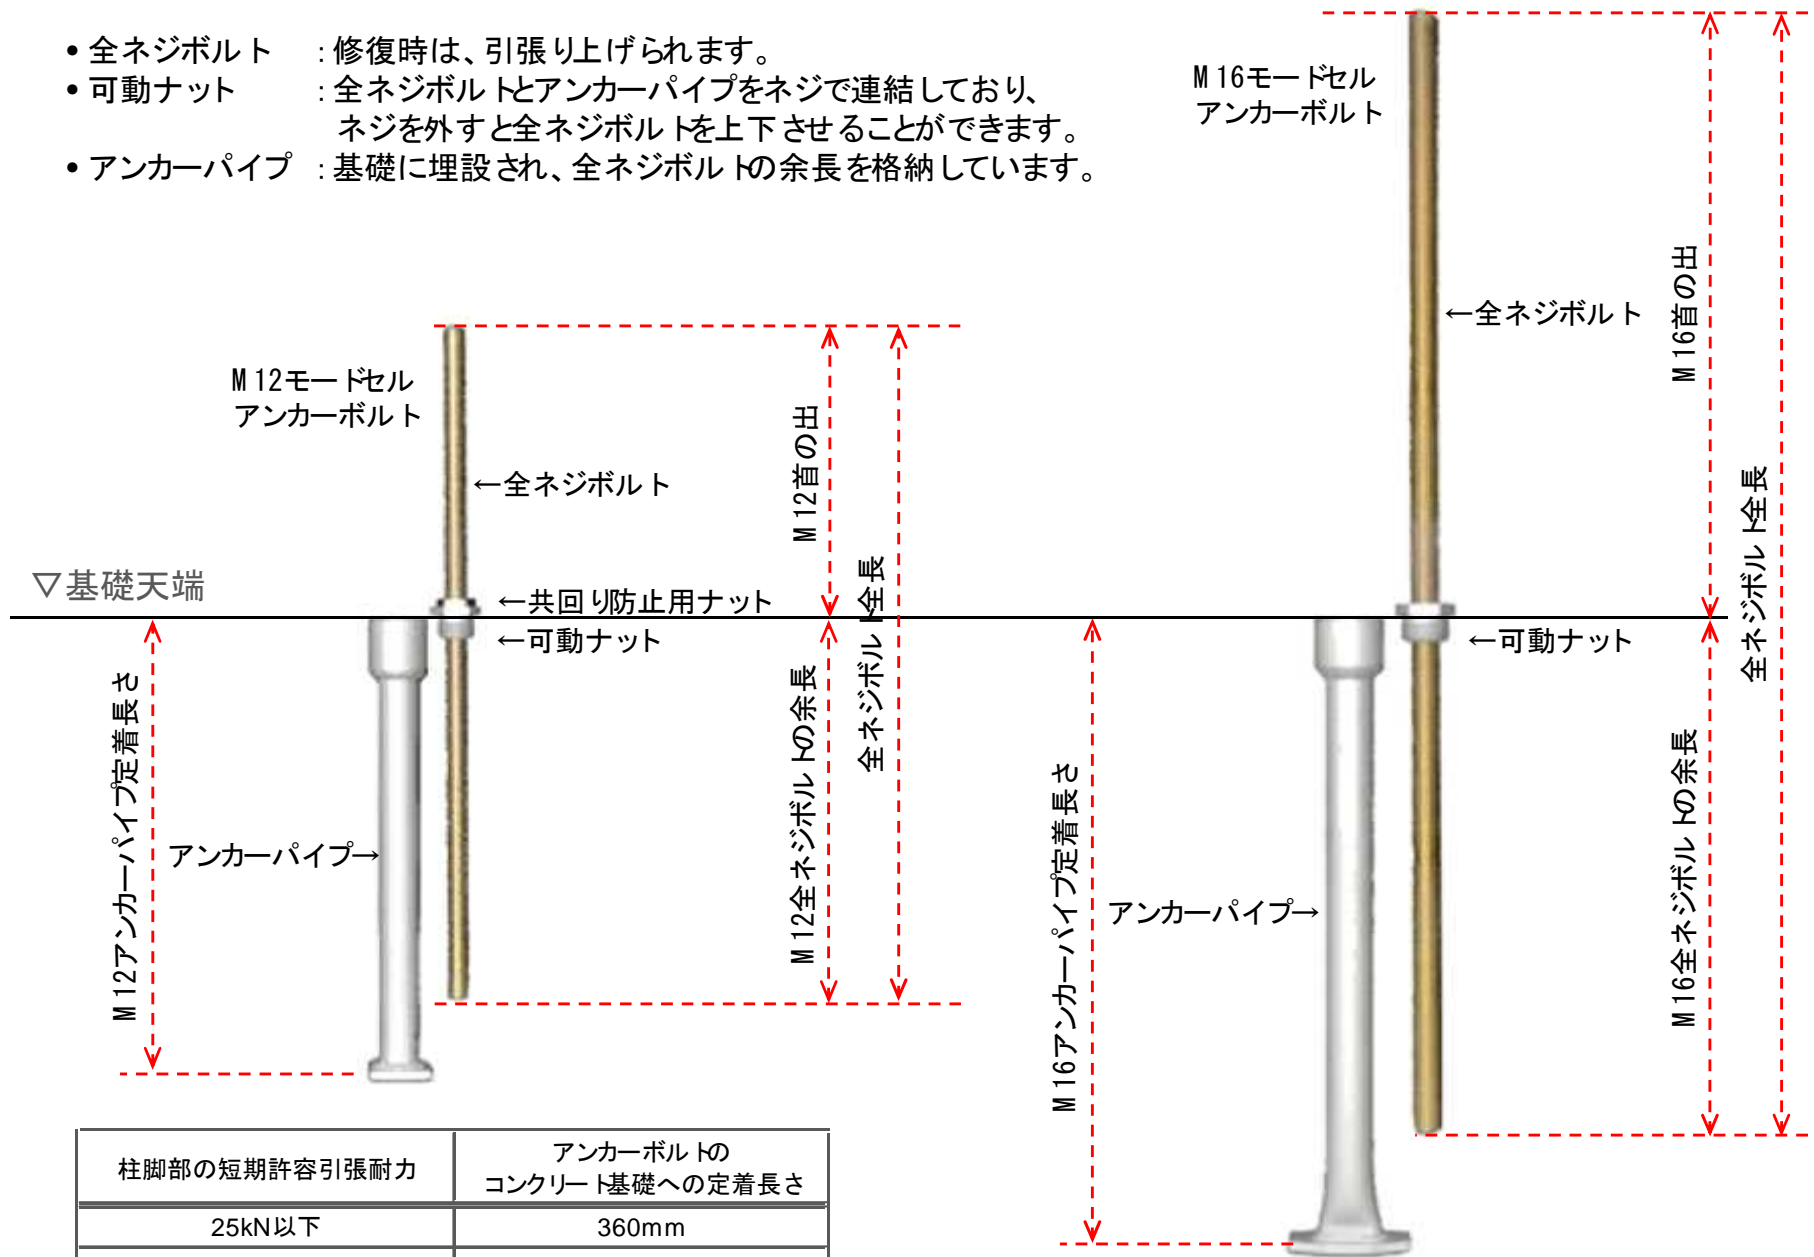 • 全ネジボルト ：修復時は、引張り上げられます。
• 可動ナット ：全ネジボルトとアンカーパイプをネジで連結しており、
ネジを外すと全ネジボルトを上下させることができます。
• アンカーパイプ ：基礎に埋設され、全ネジボルトの余長を格納しています。
M16モードセル
アンカーボルト
←全ネジボルト
M16首の出
全ネジボルト全長
M12モードセル
アンカーボルト
←全ネジボルト
M12首の出
全ネジボルト全長
▽基礎天端
←共回り防止用ナット
←可動ナット
←可動ナット
M12アンカーパイプ定着長さ
アンカーパイプ→
M12全ネジボルトの余長
M16アンカーパイプ定着長さ
アンカーパイプ→
M16全ネジボルトの余長
柱脚部の短期許容引張耐力
アンカーボルトの
コンクリート基礎への定着長さ
25kN以下
360mm